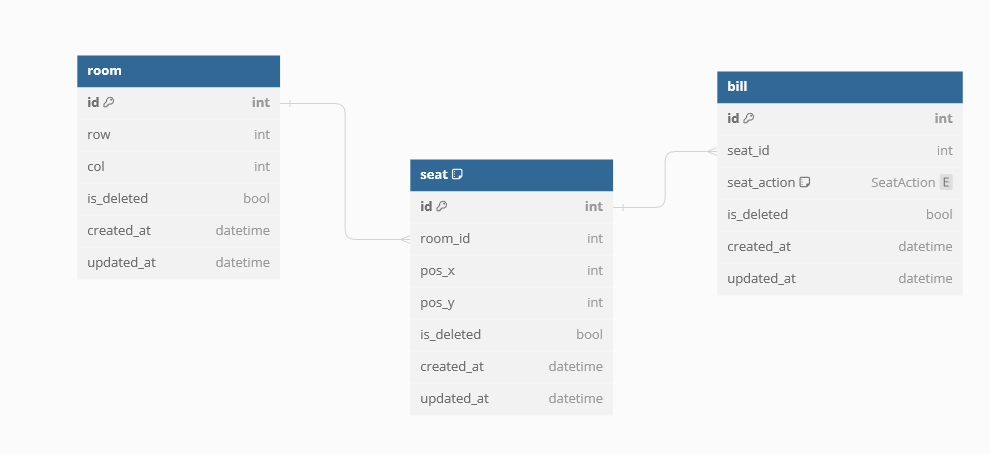 room
id int
row int
col int
is_deleted bool
created_at datetime
updated_at datetime
seat
id int
room_id int
pos_x int
pos_y int
is_deleted bool
created_at datetime
updated_at datetime
bill
id int
seat_id int
seat_action SeatAction E
is_deleted bool
created_at datetime
updated_at datetime